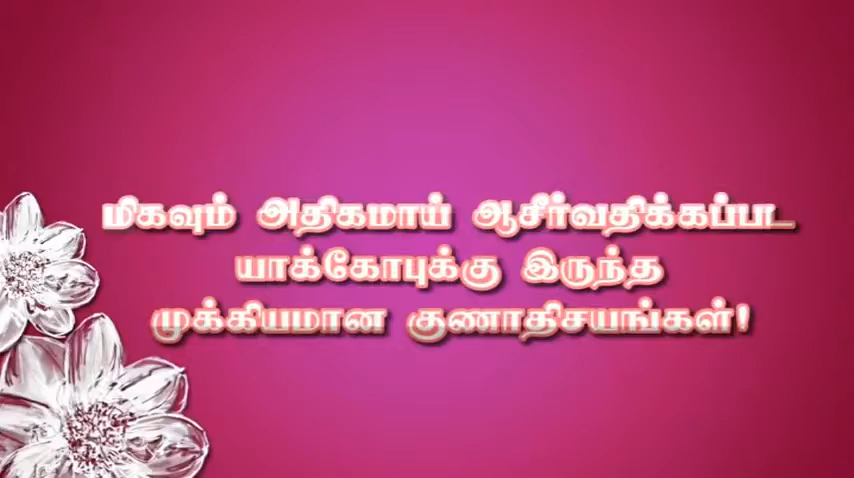 மிகவும் அதிகமாய் ஆசீர்வதிக்கப்பட
யாக்கோபுக்கு இருந்த
முக்கியமான குணாதிசயங்கள்!